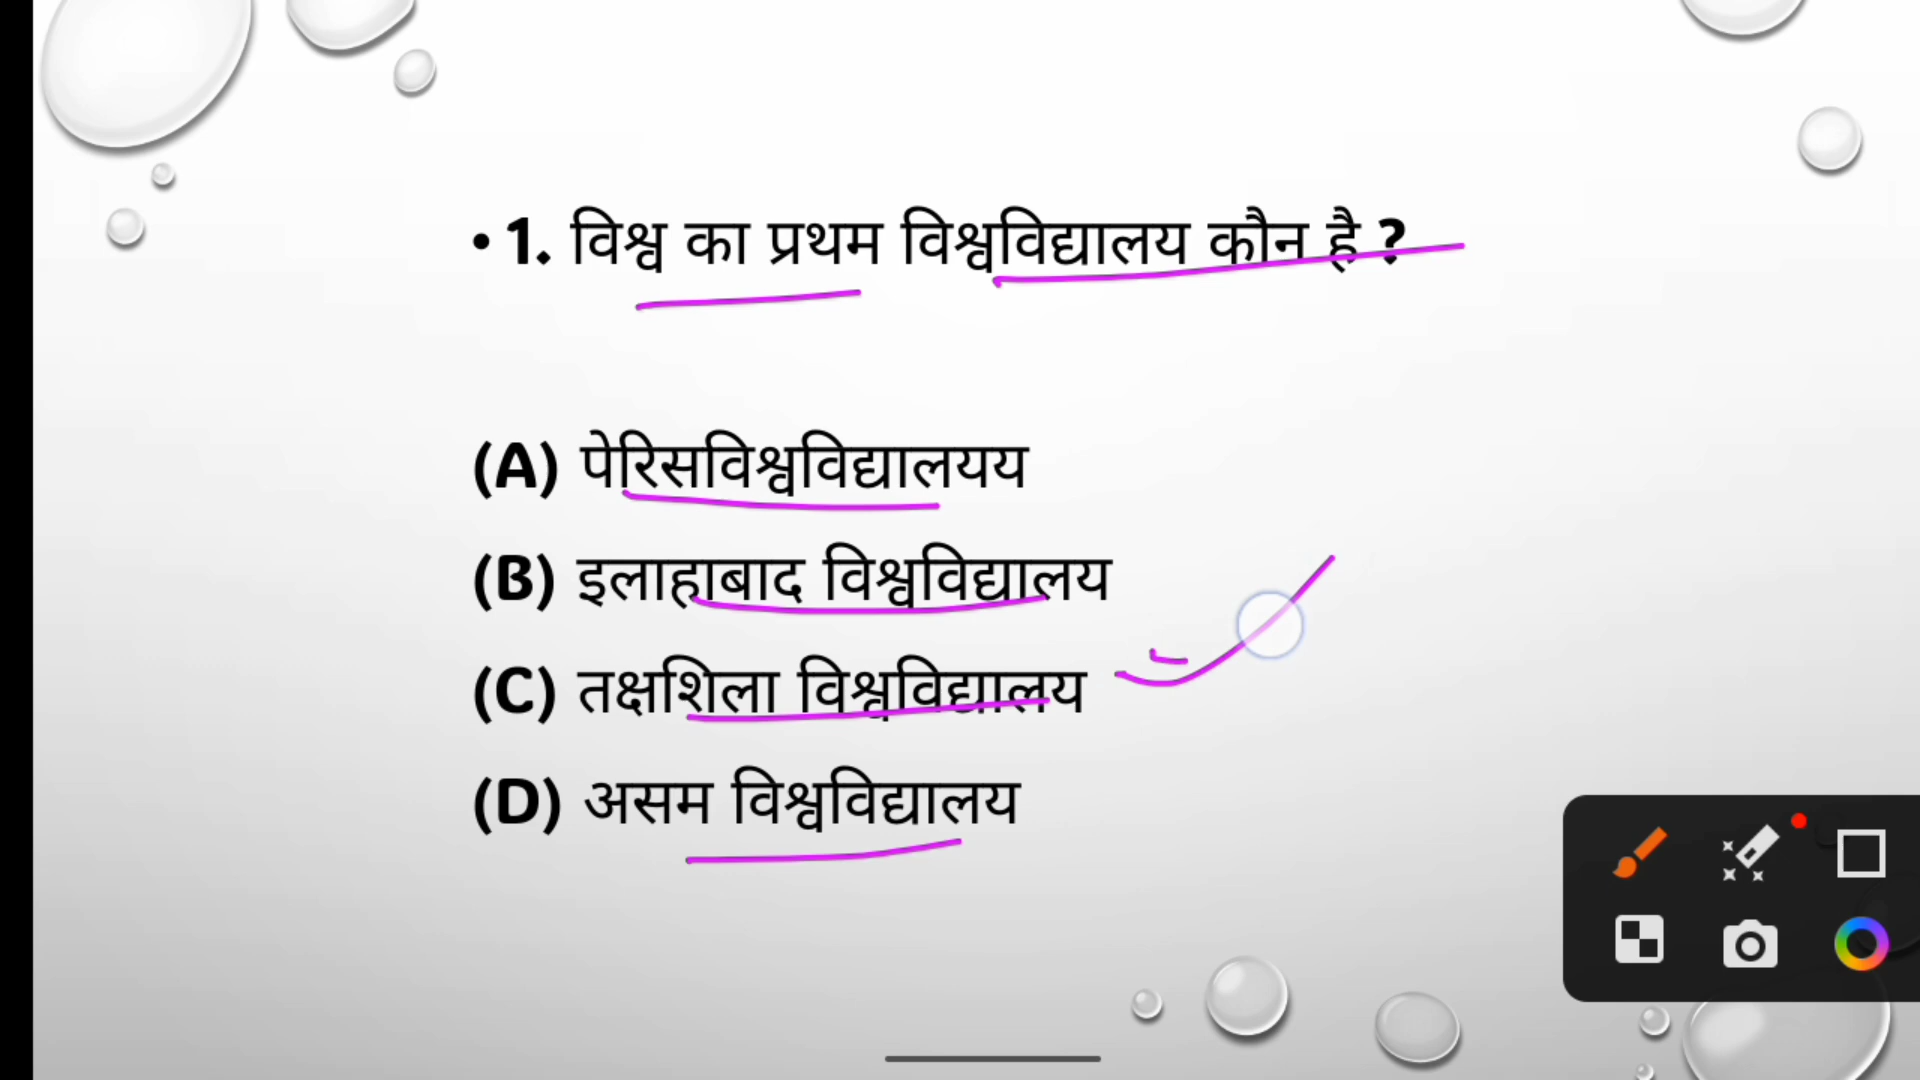 • 1. विश्व का प्रथम विश्वविद्यालय कौन है ?
(A) पेरिसविश्वविद्यालयय
(B) इलाहाबाद विश्वविद्यालय
(C) तक्षशिला विश्वविद्यालय
(D) असम विश्वविद्यालय